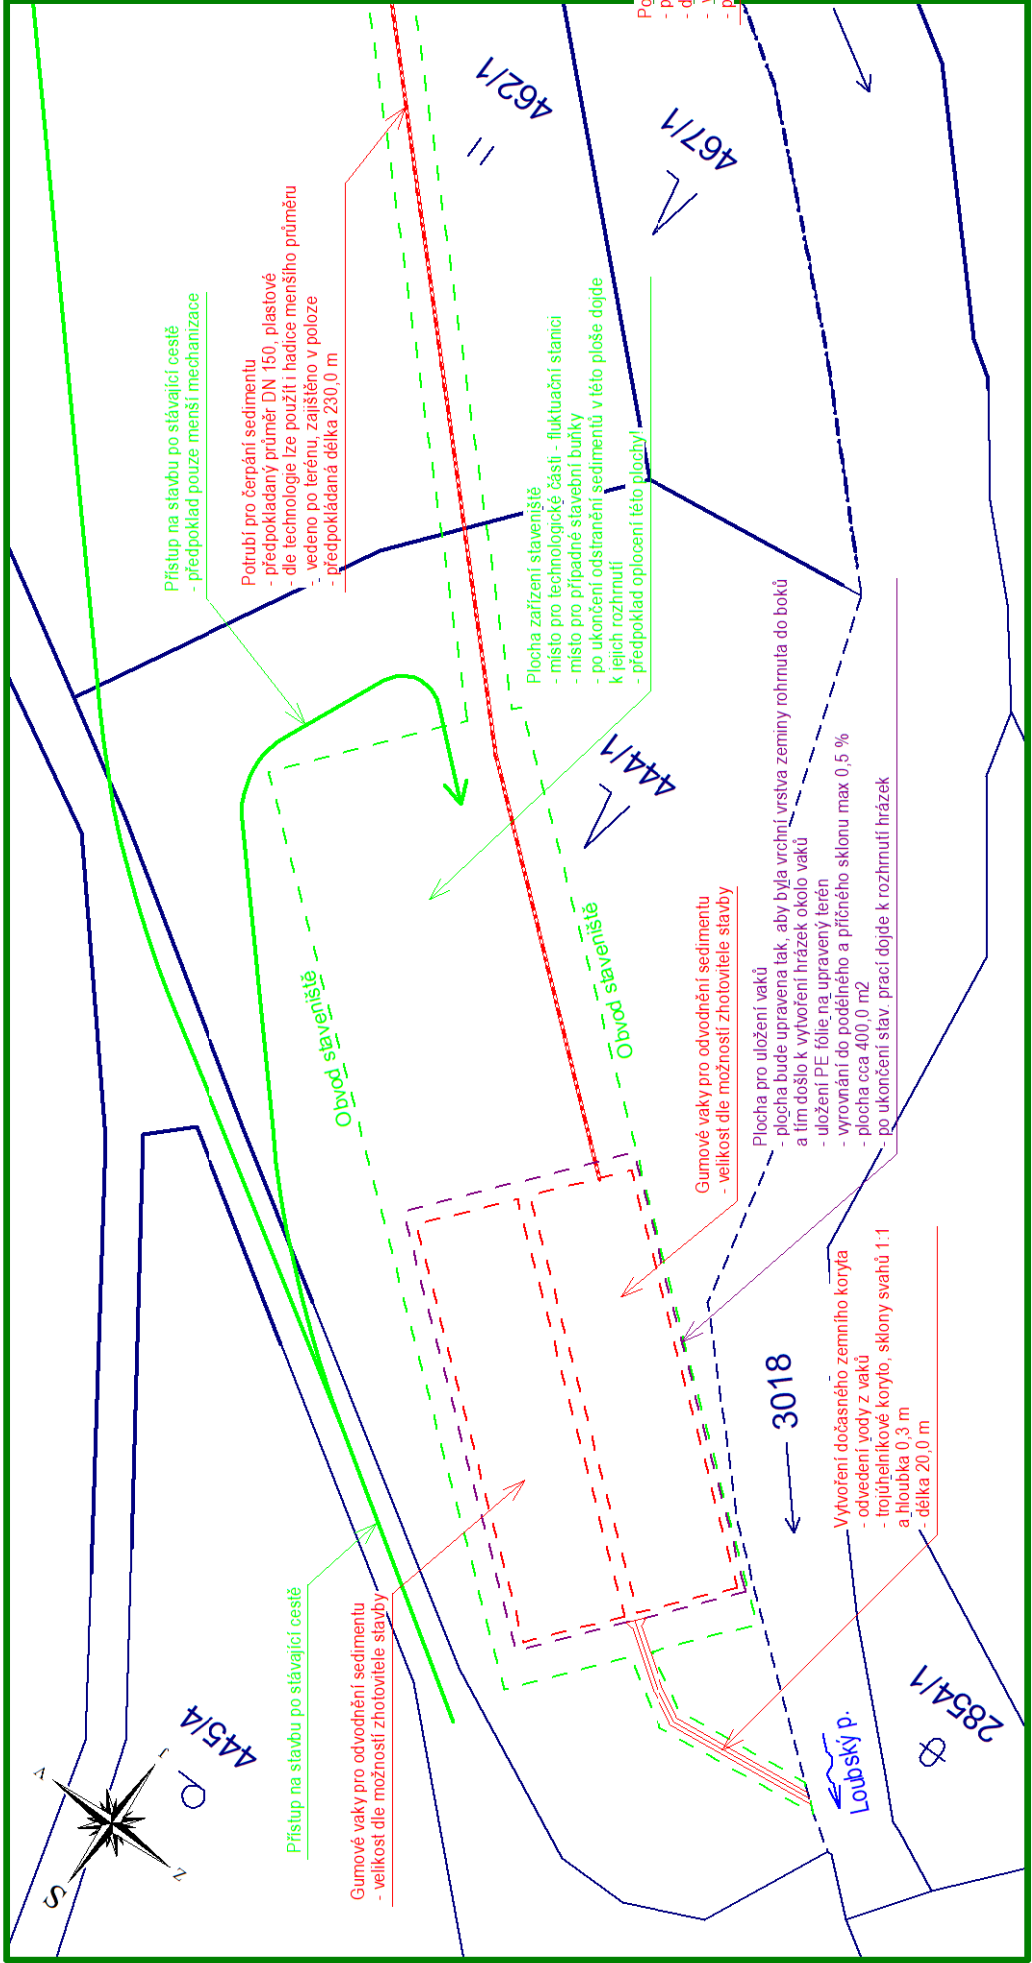 Přístup na stavbu po stávající cestě
- předpoklad pouze menší mechanizace
Potrubí pro čerpání sedimentu
- předpokladaný průměr DN 150, plastové
- dle technologie lze použít i hadice menšího průměru
- vedeno po terénu, zajištěno v poloze
- předpokládaná délka 230,0 m
Plocha zařízení staveniště
- místo pro technologické části - fluktuační stanici
- místo pro případné stavební buňky
- po ukončení odstranění sedimentů v této ploše dojde
k jejich rozhrnutí
- předpoklad oplocení této plochy!
462/1
467/1
444/1
Obvod staveniště
Obvod staveniště
Gumové vaky pro odvodnění sedimentu
- velikost dle možností zhotovitele stavby
Plocha pro uložení vaků
- plocha bude upravena tak, aby byla vrchní vrstva zeminy rohrnuta do boků
a tím došlo k vytvoření hrázek okolo vaků
- uložení PE fólie na upravený terén
- vyrovnání do podélného a příčného sklonu max 0,5 %
- plocha cca 400,0 m2
- po ukončení stav. prací dojde k rozhrnutí hrázek
3018
Vytvoření dočasného zemního koryta
- odvedení vody z vaků
- trojúhelníkové koryto, sklony svahů 1:1
a hloubka 0,3 m
- délka 20,0 m
Přístup na stavbu po stávající cestě
Gumové vaky pro odvodnění sedimentu
- velikost dle možností zhotovitele stavby
445/4
S
V
J
Z
Loubský p.
2854/1